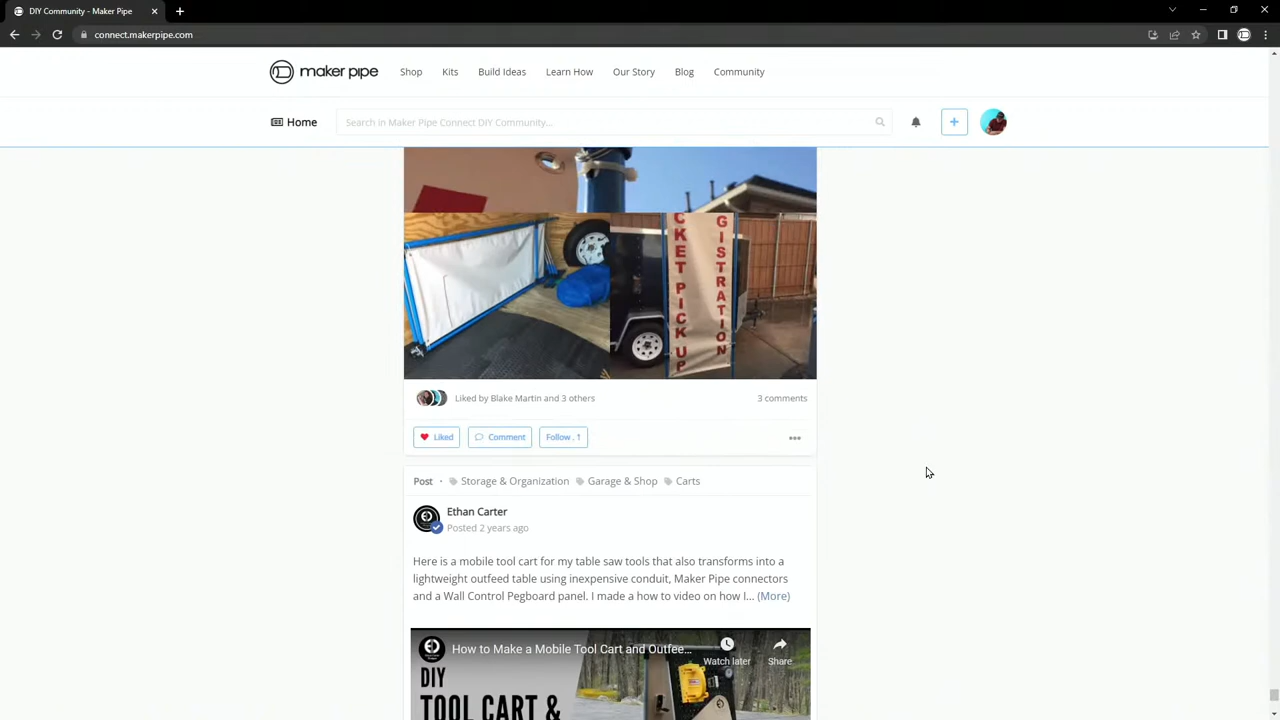 DIY Community - Maker Pipe
connect.makerpipe.com
maker pipe
Shop Kits Build Ideas Learn How Our Story Blog Community
Home
Search in Maker Pipe Connect DIY Community...
CKET PICK UP
GISTRATION
Liked by Blake Martin and 3 others
3 comments
Liked Comment Follow . 1
Post · Storage & Organization Garage & Shop Carts
Ethan Carter
Posted 2 years ago
Here is a mobile tool cart for my table saw tools that also transforms into a
lightweight outfeed table using inexpensive conduit, Maker Pipe connectors
and a Wall Control Pegboard panel. I made a how to video on how I... (More)
How to Make a Mobile Tool Cart and Outfee...
Watch later
Share
DIY
TOOL CART &